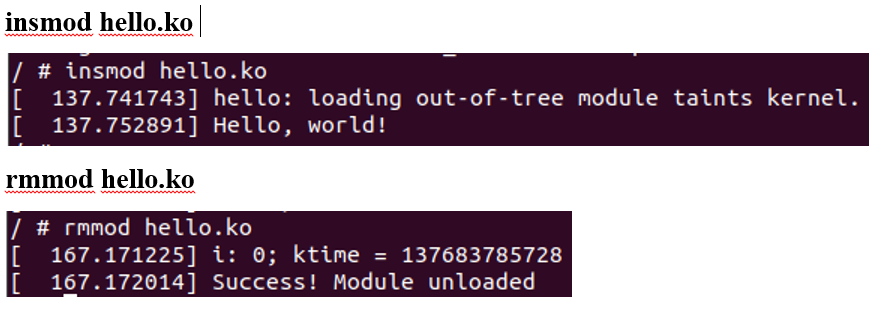 insmod hello.ko
/ # insmod hello.ko
[  137.741743] hello: loading out-of-tree module taints kernel.
[  137.752891] Hello, world!
rmmod hello.ko
/ # rmmod hello.ko
[  167.171225] i: 0; ktime = 137683785728
[  167.172014] Success! Module unloaded